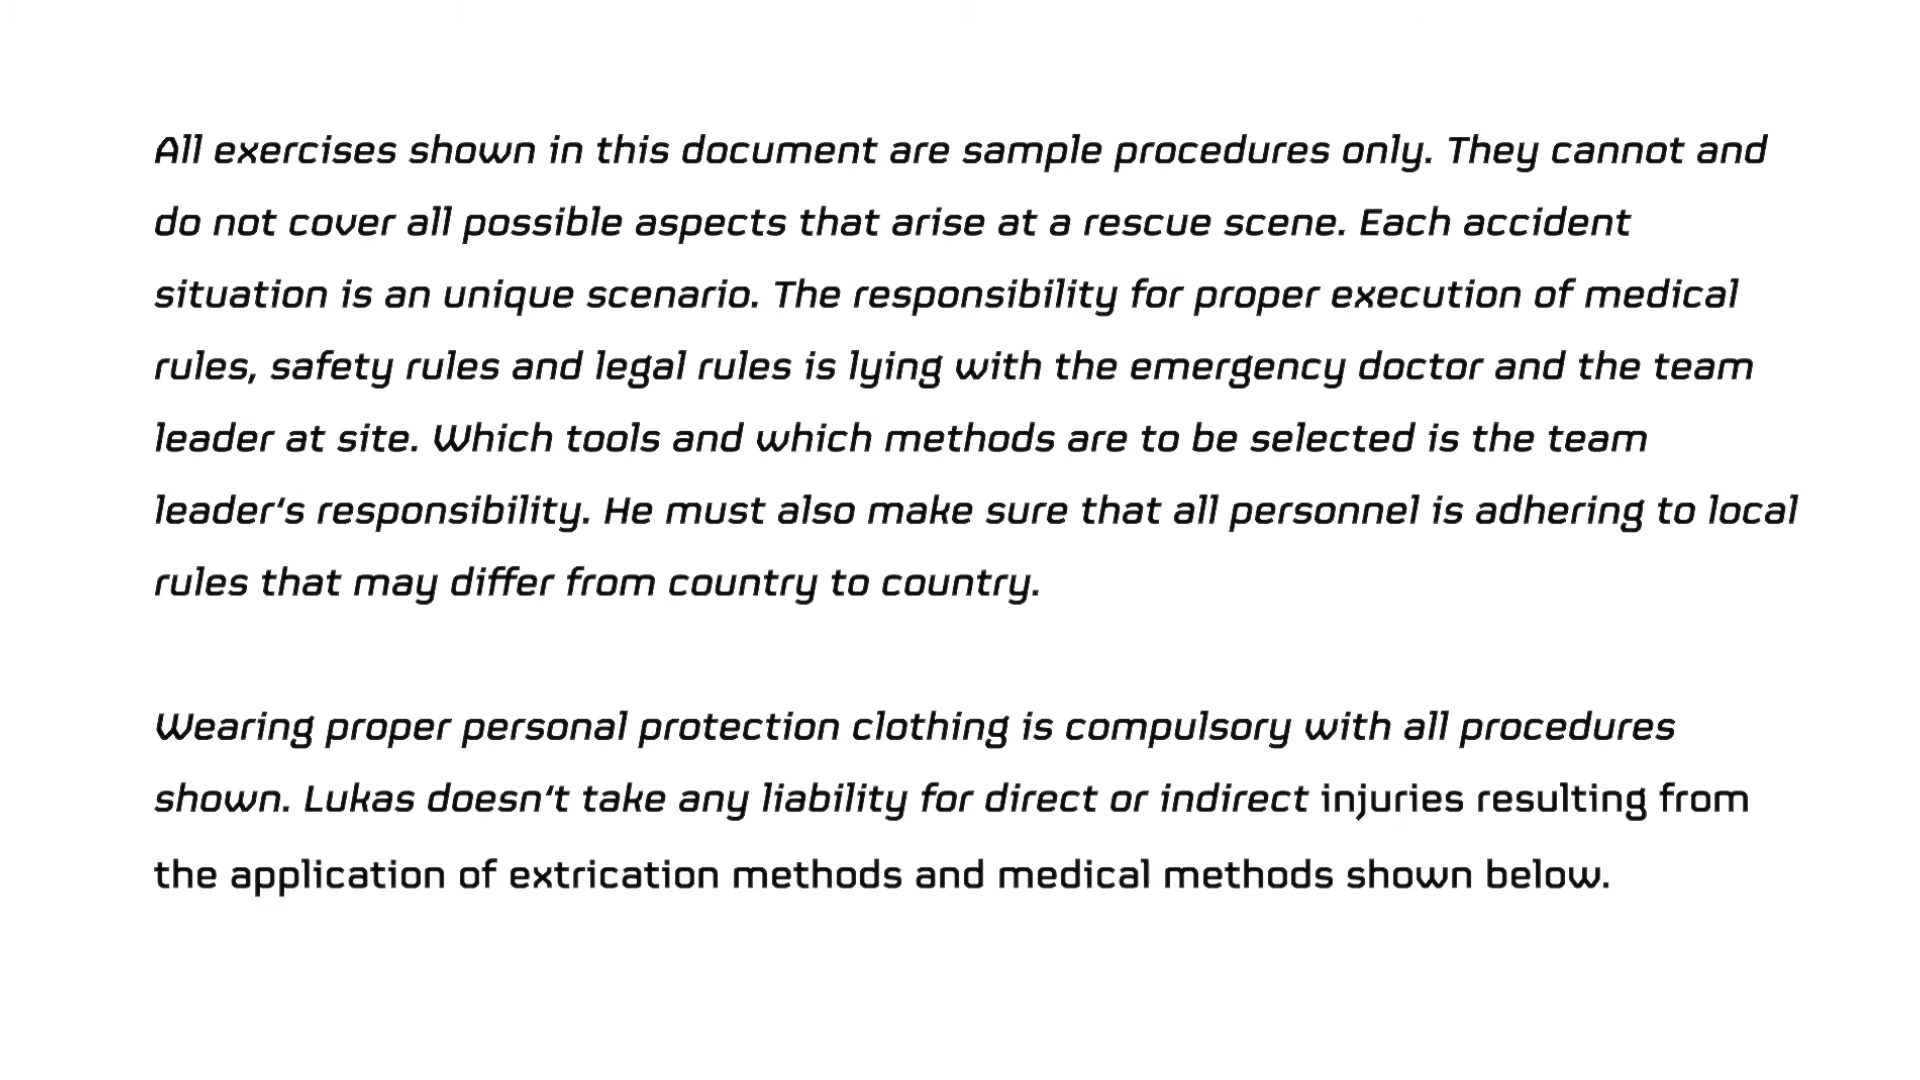 All exercises shown in this document are sample procedures only. They cannot and
do not cover all possible aspects that arise at a rescue scene. Each accident
situation is an unique scenario. The responsibility for proper execution of medical
rules, safety rules and legal rules is lying with the emergency doctor and the team
leader at site. Which tools and which methods are to be selected is the team
leader‘s responsibility. He must also make sure that all personnel is adhering to local
rules that may differ from country to country.
Wearing proper personal protection clothing is compulsory with all procedures
shown. Lukas doesn‘t take any liability for direct or indirect injuries resulting from
the application of extrication methods and medical methods shown below.